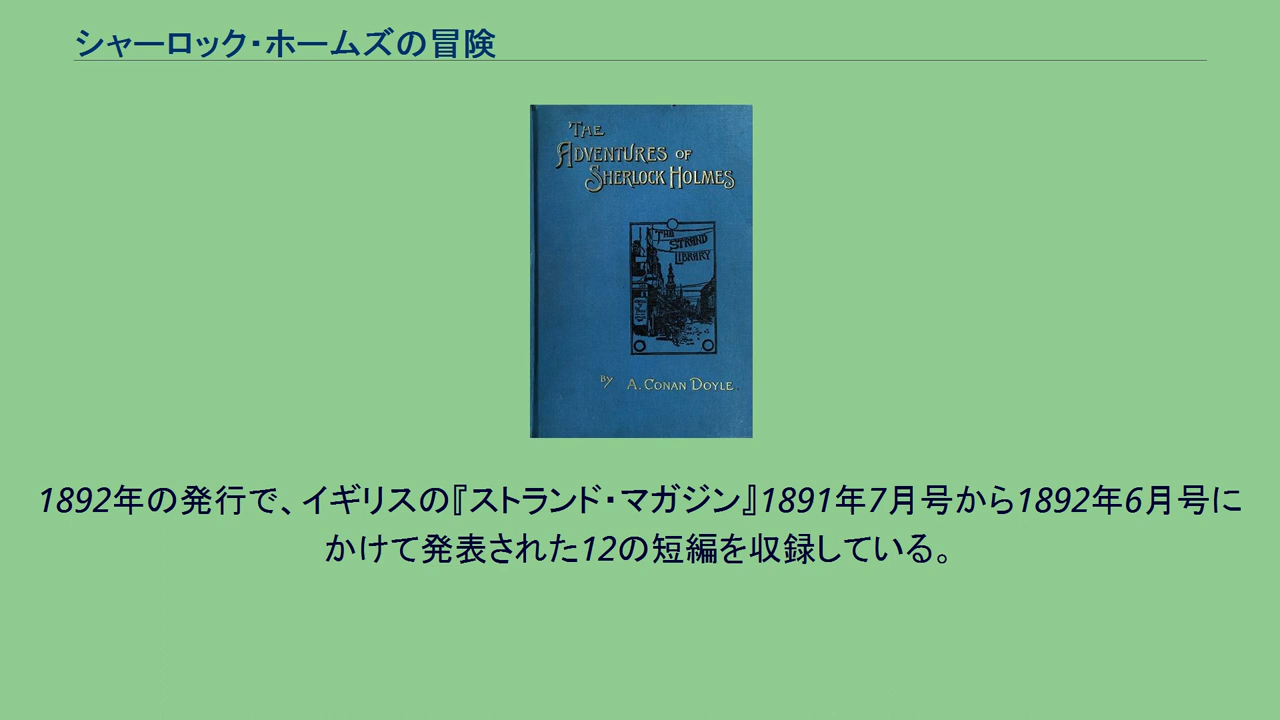 シャーロック・ホームズの冒険
THE
ADVENTURES OF
SHERLOCK HOLMES
THE
STRAND
LIBRARY
BY A. CONAN DOYLE.
1892年の発行で、イギリスの『ストランド・マガジン』1891年7月号から1892年6月号に
かけて発表された12の短編を収録している。